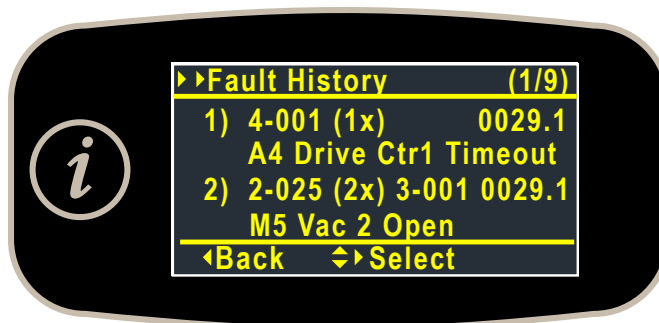 Fault History (1/9)
1) 4-001 (1x) 0029.1
A4 Drive Ctr1 Timeout
2) 2-025 (2x) 3-001 0029.1
M5 Vac 2 Open
Back Select
i